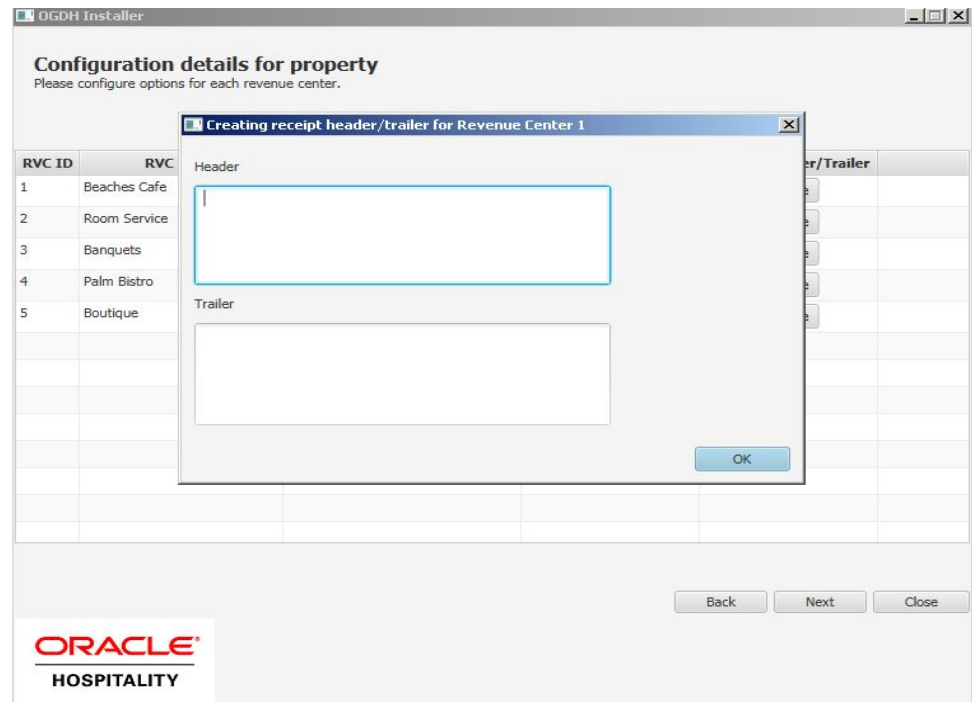 OGDH Installer
Configuration details for property
Please configure options for each revenue center.
Creating receipt header/trailer for Revenue Center 1
RVC ID RVC er/Trailer
Header
1 Beaches Cafe
2 Room Service
3 Banquets
4 Palm Bistro
Trailer
5 Boutique
OK
Back Next Close
ORACLE®
HOSPITALITY